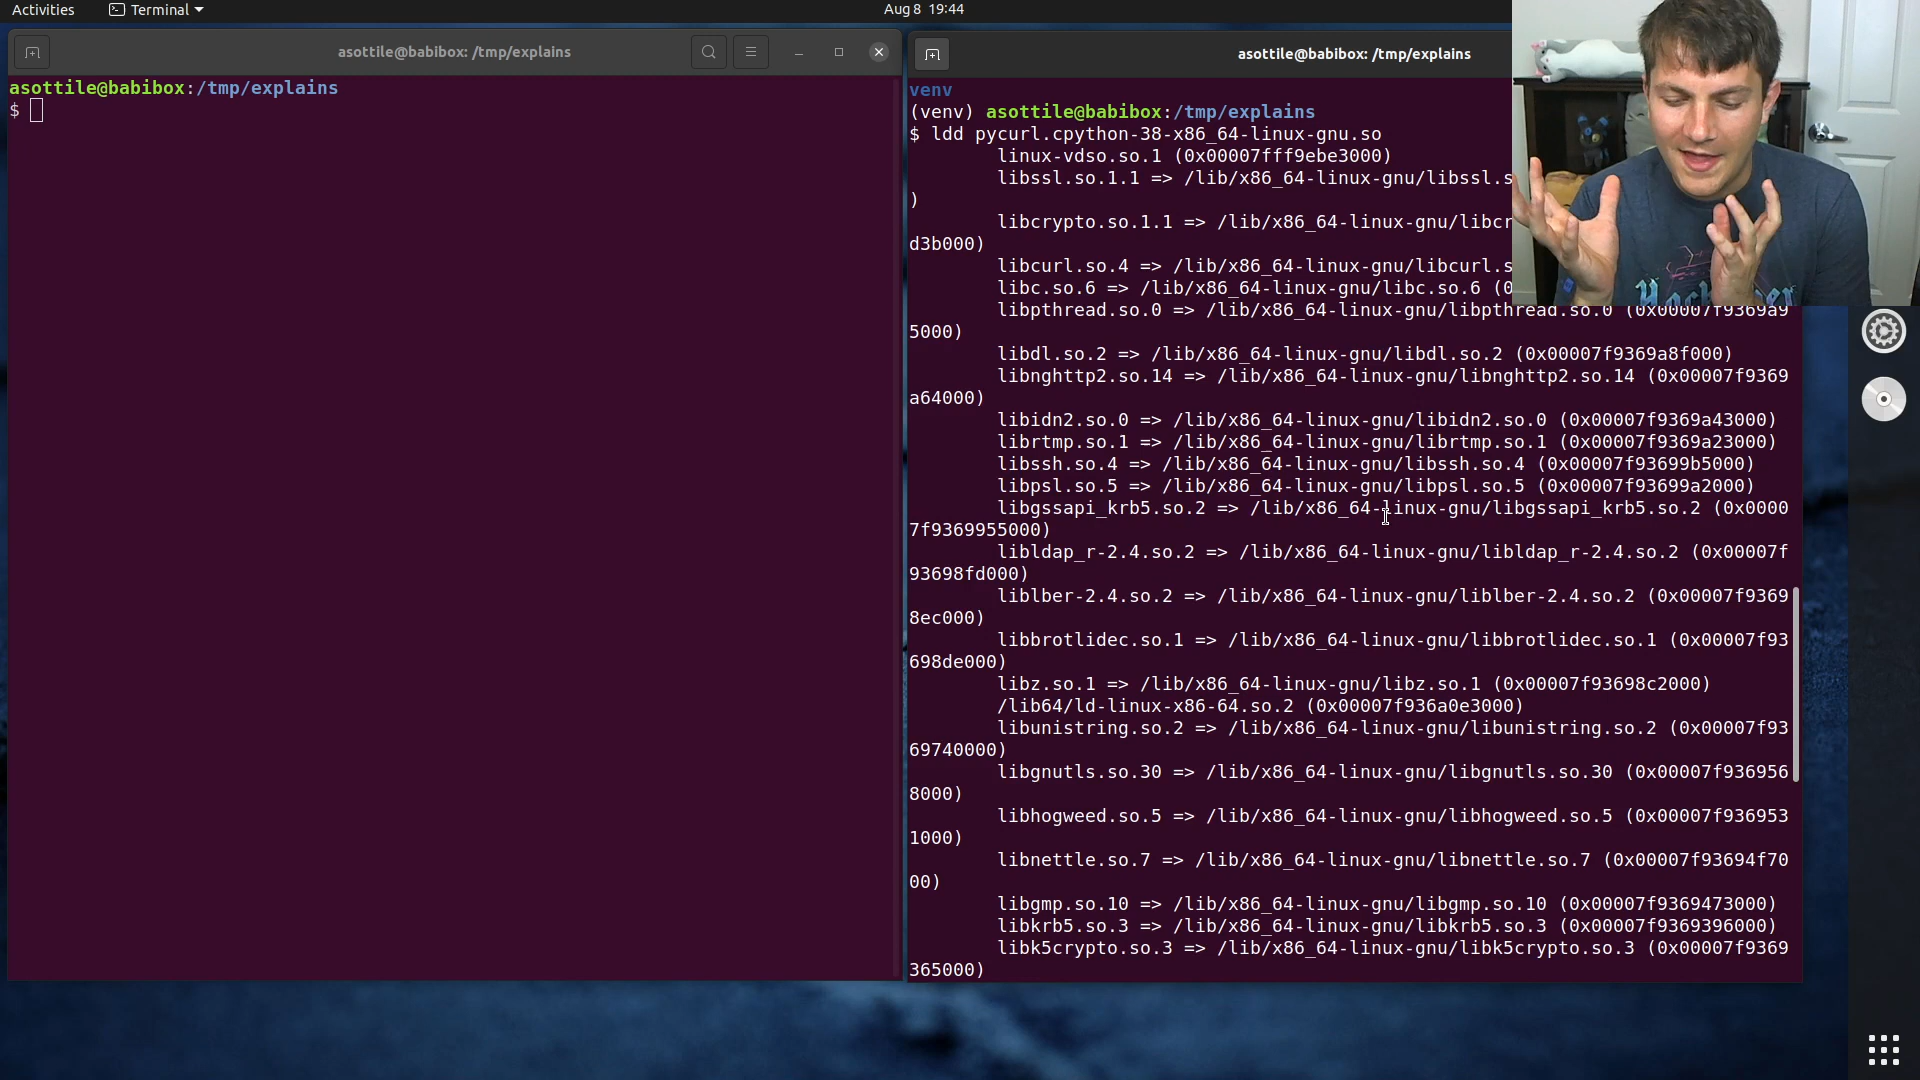 Activities
Terminal
Aug 8 19:44
asottile@babibox: /tmp/explains
asottile@babibox:/tmp/explains
$
asottile@babibox: /tmp/explains
venv
(venv) asottile@babibox:/tmp/explains
$ ldd pycurl.cpython-38-x86_64-linux-gnu.so
linux-vdso.so.1 (0x00007fff9ebe3000)
libssl.so.1.1 => /lib/x86_64-linux-gnu/libssl.s
)
libcrypto.so.1.1 => /lib/x86_64-linux-gnu/libcr
d3b000)
libcurl.so.4 => /lib/x86_64-linux-gnu/libcurl.s
libc.so.6 => /lib/x86_64-linux-gnu/libc.so.6 (0
libpthread.so.0 => /lib/x86_64-linux-gnu/libpthread.so.0 (0x00007f9369a9
5000)
libdl.so.2 => /lib/x86_64-linux-gnu/libdl.so.2 (0x00007f9369a8f000)
libnghttp2.so.14 => /lib/x86_64-linux-gnu/libnghttp2.so.14 (0x00007f9369
a64000)
libidn2.so.0 => /lib/x86_64-linux-gnu/libidn2.so.0 (0x00007f9369a43000)
librtmp.so.1 => /lib/x86_64-linux-gnu/librtmp.so.1 (0x00007f9369a23000)
libssh.so.4 => /lib/x86_64-linux-gnu/libssh.so.4 (0x00007f93699b5000)
libpsl.so.5 => /lib/x86_64-linux-gnu/libpsl.so.5 (0x00007f93699a2000)
libgssapi_krb5.so.2 => /lib/x86_64-linux-gnu/libgssapi_krb5.so.2 (0x0000
7f9369955000)
libldap_r-2.4.so.2 => /lib/x86_64-linux-gnu/libldap_r-2.4.so.2 (0x00007f
93698fd000)
liblber-2.4.so.2 => /lib/x86_64-linux-gnu/liblber-2.4.so.2 (0x00007f9369
8ec000)
libbrotlidec.so.1 => /lib/x86_64-linux-gnu/libbrotlidec.so.1 (0x00007f93
698de000)
libz.so.1 => /lib/x86_64-linux-gnu/libz.so.1 (0x00007f93698c2000)
/lib64/ld-linux-x86-64.so.2 (0x00007f936a0e3000)
libunistring.so.2 => /lib/x86_64-linux-gnu/libunistring.so.2 (0x00007f93
69740000)
libgnutls.so.30 => /lib/x86_64-linux-gnu/libgnutls.so.30 (0x00007f936956
8000)
libhogweed.so.5 => /lib/x86_64-linux-gnu/libhogweed.so.5 (0x00007f936953
1000)
libnettle.so.7 => /lib/x86_64-linux-gnu/libnettle.so.7 (0x00007f93694f70
00)
libgmp.so.10 => /lib/x86_64-linux-gnu/libgmp.so.10 (0x00007f9369473000)
libkrb5.so.3 => /lib/x86_64-linux-gnu/libkrb5.so.3 (0x00007f9369396000)
libk5crypto.so.3 => /lib/x86_64-linux-gnu/libk5crypto.so.3 (0x00007f9369
365000)